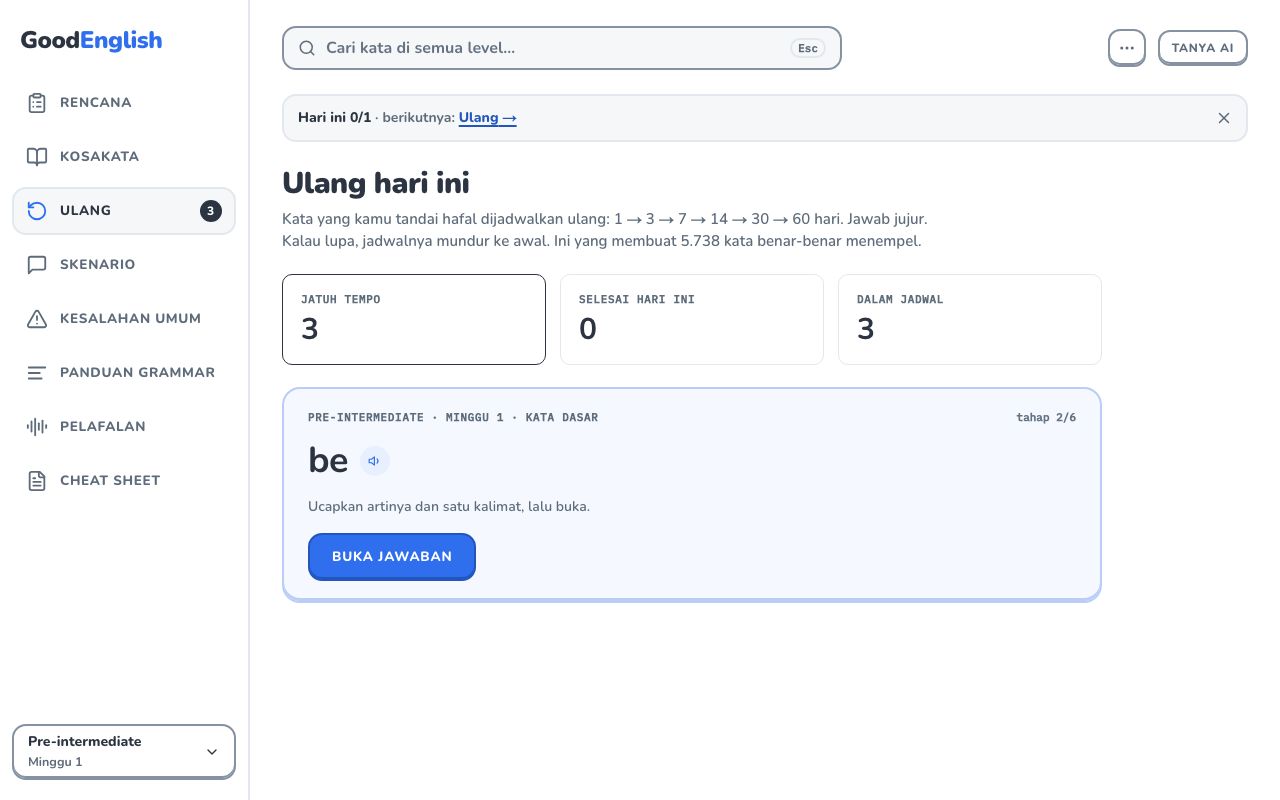 GoodEnglish
RENCANA
KOSAKATA
ULANG 3
SKENARIO
KESALAHAN UMUM
PANDUAN GRAMMAR
PELAFALAN
CHEAT SHEET
Pre-intermediate
Minggu 1
Cari kata di semua level... Esc
TANYA AI
Hari ini 0/1 · berikutnya: Ulang →
Ulang hari ini
Kata yang kamu tandai hafal dijadwalkan ulang: 1 → 3 → 7 → 14 → 30 → 60 hari. Jawab jujur.
Kalau lupa, jadwalnya mundur ke awal. Ini yang membuat 5.738 kata benar-benar menempel.
JATUH TEMPO
3
SELESAI HARI INI
0
DALAM JADWAL
3
PRE-INTERMEDIATE · MINGGU 1 · KATA DASAR tahap 2/6
be
Ucapkan artinya dan satu kalimat, lalu buka.
BUKA JAWABAN